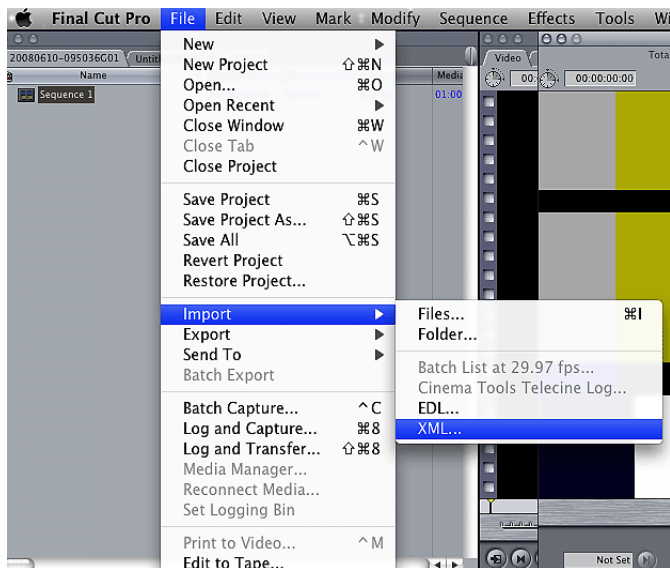 Final Cut Pro File Edit View Mark Modify Sequence Effects Tools
20080610-095036G01
Name
Media
Sequence 1
01:00
New
New Project ⇧⌘N
Open... ⌘O
Open Recent
Close Window ⌘W
Close Tab ^W
Close Project
Save Project ⌘S
Save Project As... ⇧⌘S
Save All ⌥⌘S
Revert Project
Restore Project...
Import
Export
Send To
Batch Export
Batch Capture... ^C
Log and Capture... ⌘8
Log and Transfer... ⇧⌘8
Media Manager...
Reconnect Media...
Set Logging Bin
Print to Video... ^M
Edit to Tape...
Files... ⌘I
Folder...
Batch List at 29.97 fps...
Cinema Tools Telecine Log...
EDL...
XML...
Video
Tota
00:
00:00:00:00
Not Set